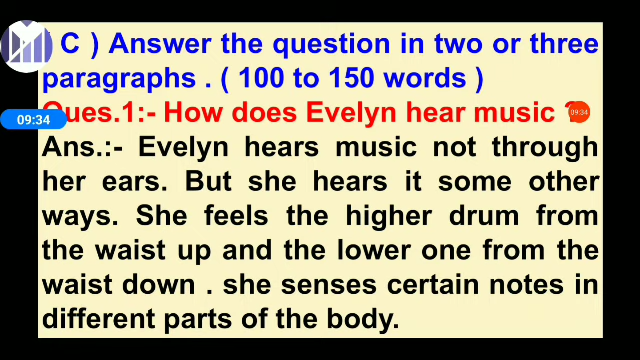 C ) Answer the question in two or three
paragraphs . ( 100 to 150 words )
Ques.1:- How does Evelyn hear music ?
09:34
09:34
Ans.:- Evelyn hears music not through
her ears. But she hears it some other
ways. She feels the higher drum from
the waist up and the lower one from the
waist down . she senses certain notes in
different parts of the body.